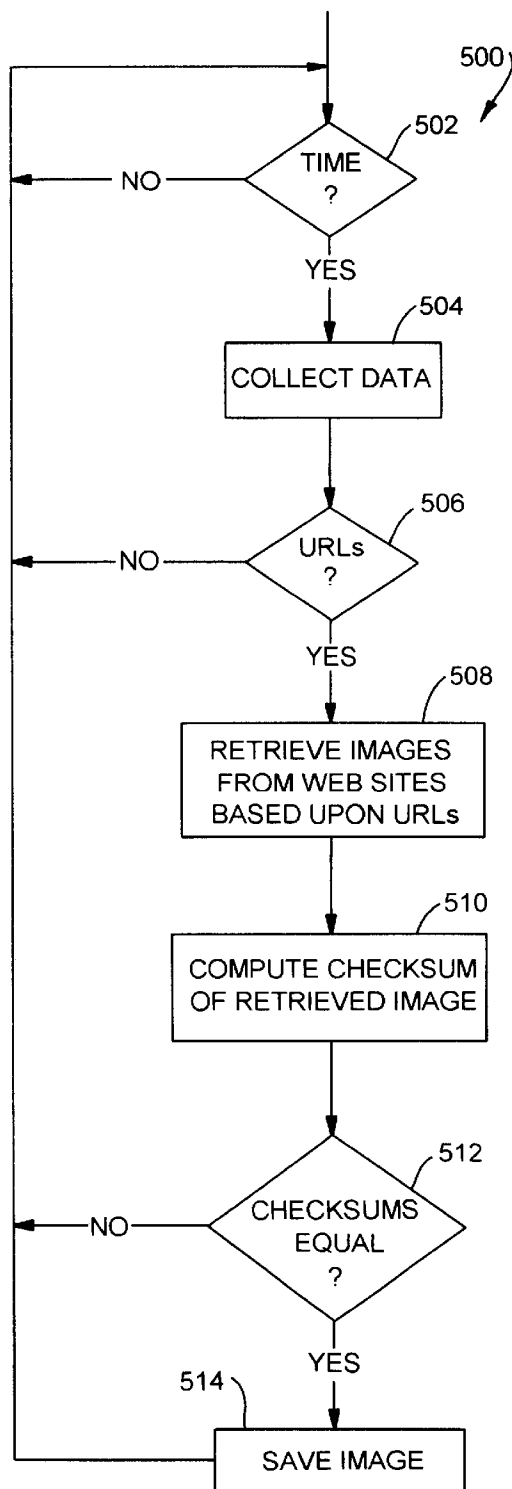 500
502
TIME
?
NO
YES
504
COLLECT DATA
506
URLs
?
NO
YES
508
RETRIEVE IMAGES
FROM WEB SITES
BASED UPON URLs
510
COMPUTE CHECKSUM
OF RETRIEVED IMAGE
512
CHECKSUMS
EQUAL
?
NO
YES
514
SAVE IMAGE